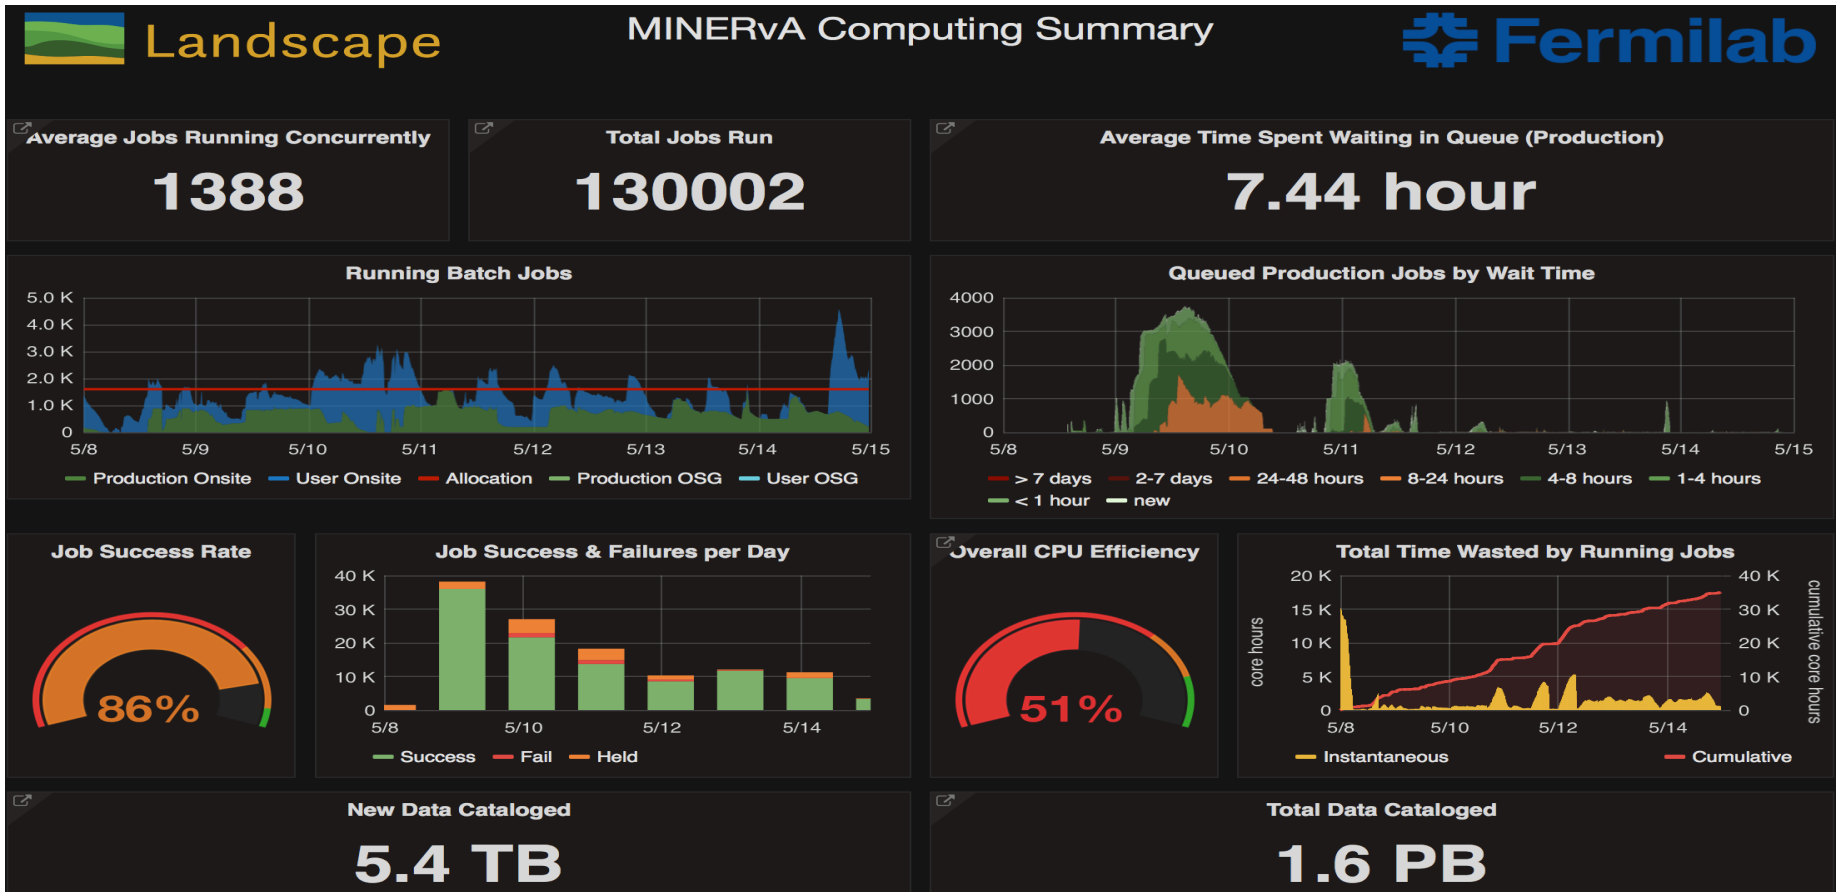 Landscape
MINERvA Computing Summary
Fermilab
Average Jobs Running Concurrently
1388
Total Jobs Run
130002
Average Time Spent Waiting in Queue (Production)
7.44 hour
Running Batch Jobs
5.0 K
4.0 K
3.0 K
2.0 K
1.0 K
0
5/8 5/9 5/10 5/11 5/12 5/13 5/14 5/15
Production Onsite User Onsite Allocation Production OSG User OSG
Queued Production Jobs by Wait Time
4000
3000
2000
1000
0
5/8 5/9 5/10 5/11 5/12 5/13 5/14 5/15
> 7 days 2-7 days 24-48 hours 8-24 hours 4-8 hours 1-4 hours
< 1 hour new
Job Success Rate
86%
Job Success & Failures per Day
40 K
30 K
20 K
10 K
0
5/8 5/10 5/12 5/14
Success Fail Held
Overall CPU Efficiency
51%
Total Time Wasted by Running Jobs
core hours
20 K
15 K
10 K
5 K
0
40 K
30 K
20 K
10 K
0
cumulative core hours
5/8 5/10 5/12 5/14
Instantaneous Cumulative
New Data Cataloged
5.4 TB
Total Data Cataloged
1.6 PB